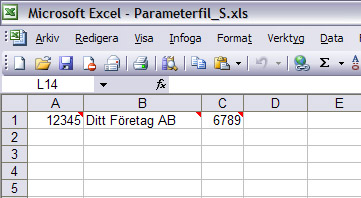 Microsoft Excel - Parameterfil_S.xls
Arkiv Redigera Visa Infoga Format Verktyg Data
L14 fx
A B C D E
1 12345 Ditt Företag AB 6789
2
3
4
5